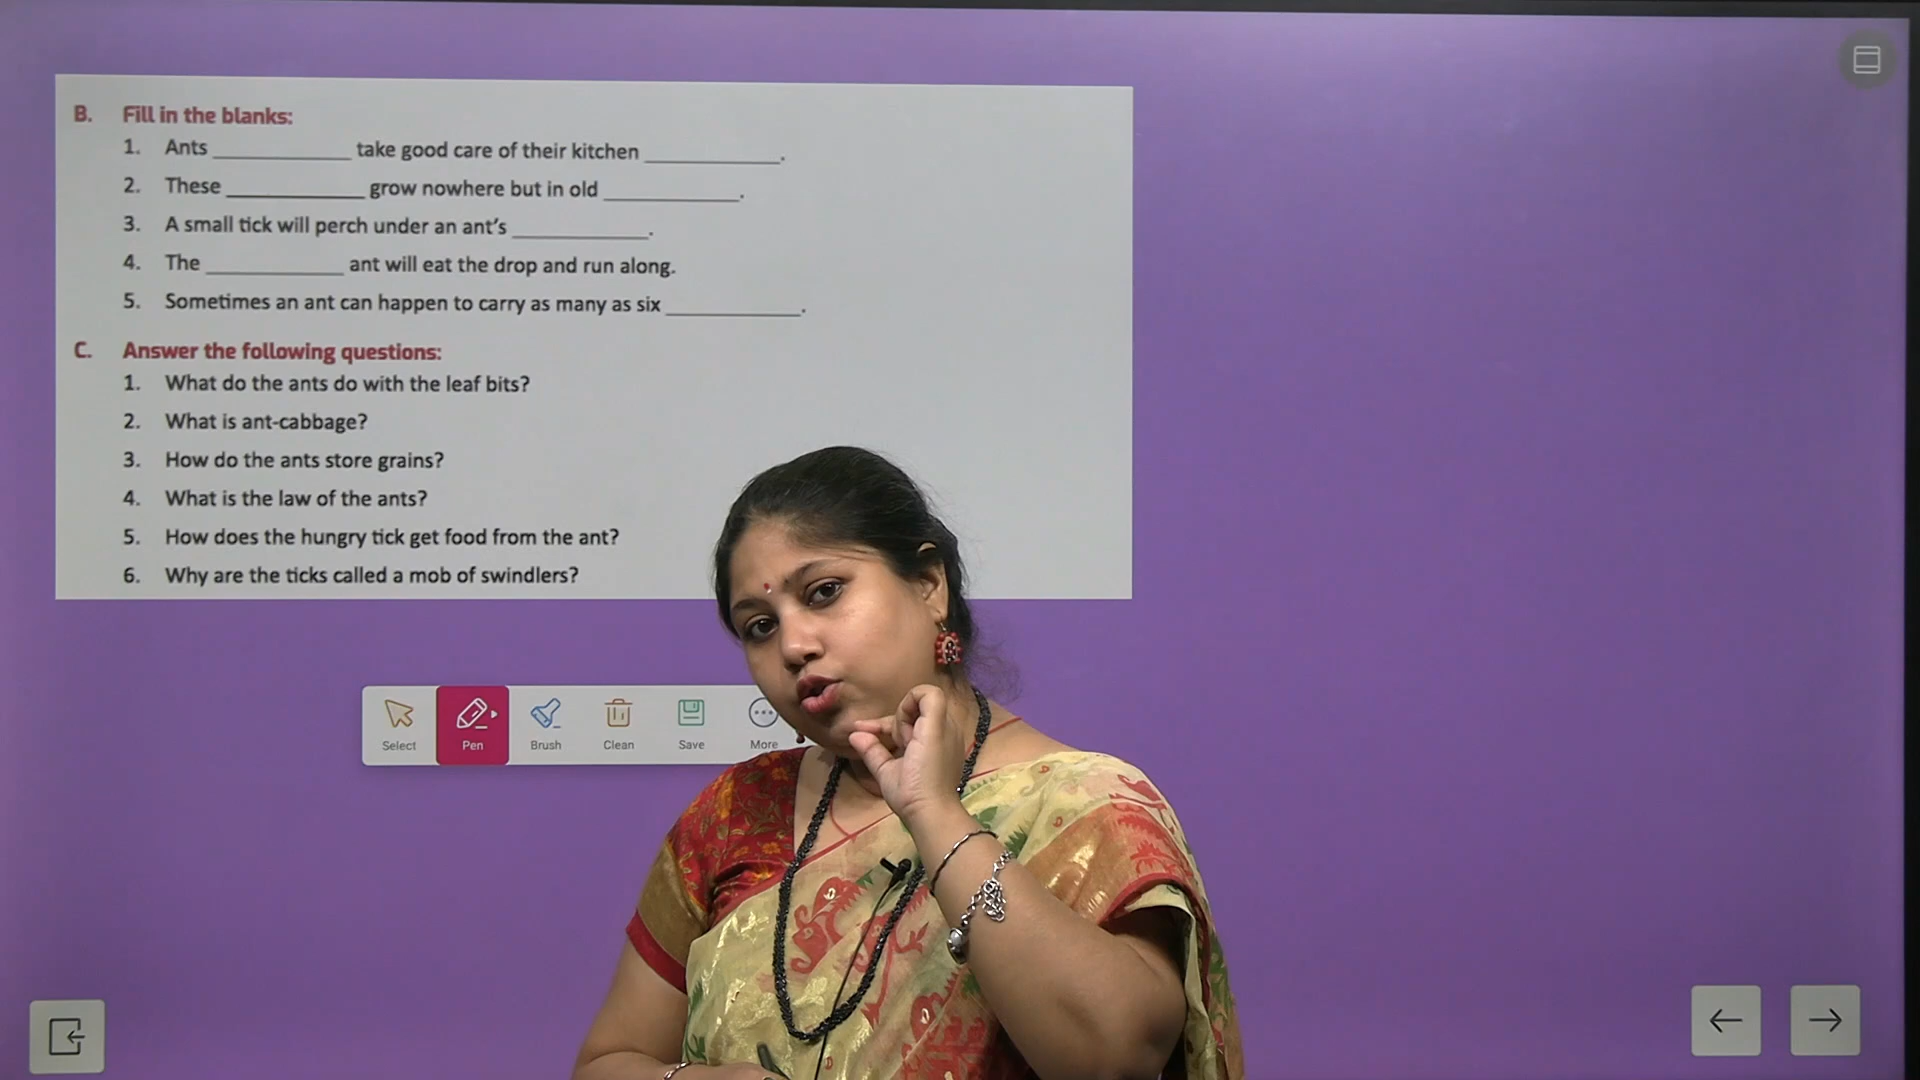 B. Fill in the blanks:
1. Ants ____________ take good care of their kitchen ____________.
2. These ____________ grow nowhere but in old ____________.
3. A small tick will perch under an ant's ____________.
4. The ____________ ant will eat the drop and run along.
5. Sometimes an ant can happen to carry as many as six ____________.
C. Answer the following questions:
1. What do the ants do with the leaf bits?
2. What is ant-cabbage?
3. How do the ants store grains?
4. What is the law of the ants?
5. How does the hungry tick get food from the ant?
6. Why are the ticks called a mob of swindlers?
Select Pen Brush Clean Save More